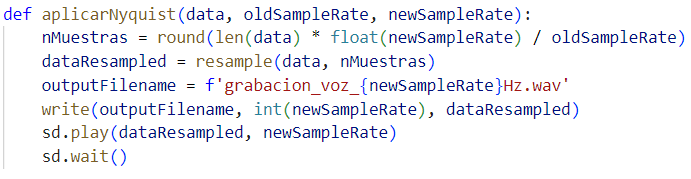 def aplicarNyquist(data, oldSampleRate, newSampleRate):
    nMuestras = round(len(data) * float(newSampleRate) / oldSampleRate)
    dataResampled = resample(data, nMuestras)
    outputFilename = f'grabacion_voz_{newSampleRate}Hz.wav'
    write(outputFilename, int(newSampleRate), dataResampled)
    sd.play(dataResampled, newSampleRate)
    sd.wait()